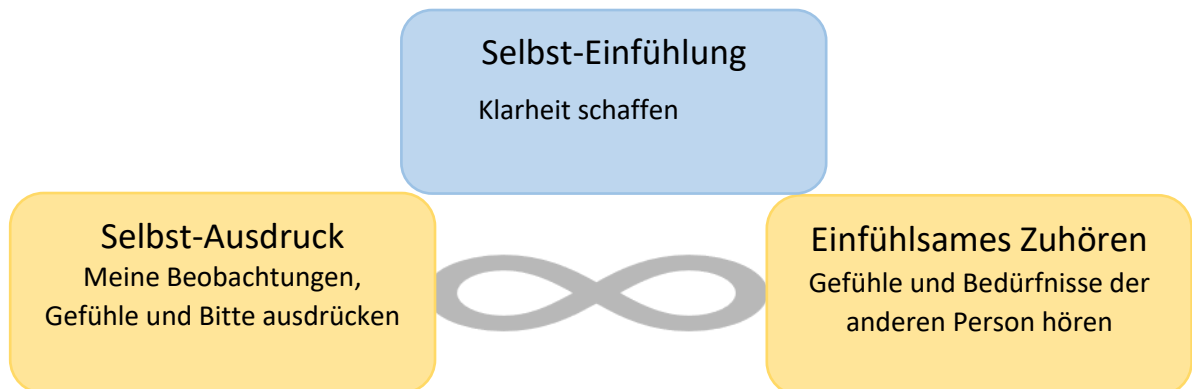 Selbst-Einfühlung
Klarheit schaffen
Selbst-Ausdruck
Meine Beobachtungen,
Gefühle und Bitte ausdrücken
Einfühlsames Zuhören
Gefühle und Bedürfnisse der
anderen Person hören